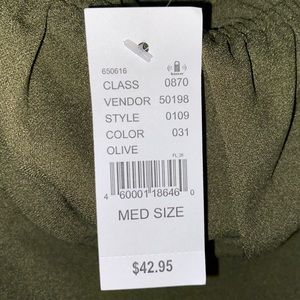 650616
CLASS 0870
VENDOR 50198
STYLE 0109
COLOR 031
OLIVE
4 60001 18646 0
MED SIZE
$42.95